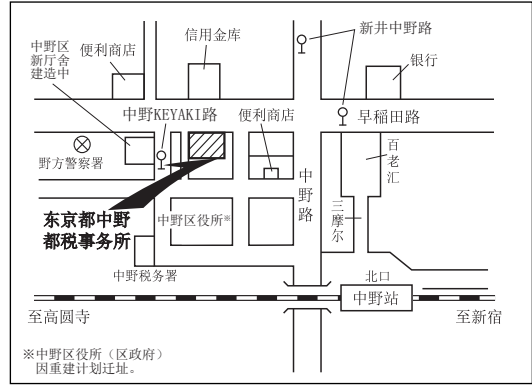 中野区
新厅舍
建造中
便利商店
信用金库
新井中野路
银行
中野KEYAKI路
便利商店
早稲田路
野方警察署
百老汇
中野路
三摩尔
东京都中野
都税事务所
中野区役所※
中野税务署
北口
中野站
至高圆寺
至新宿
※中野区役所（区政府）
因重建计划迁址。